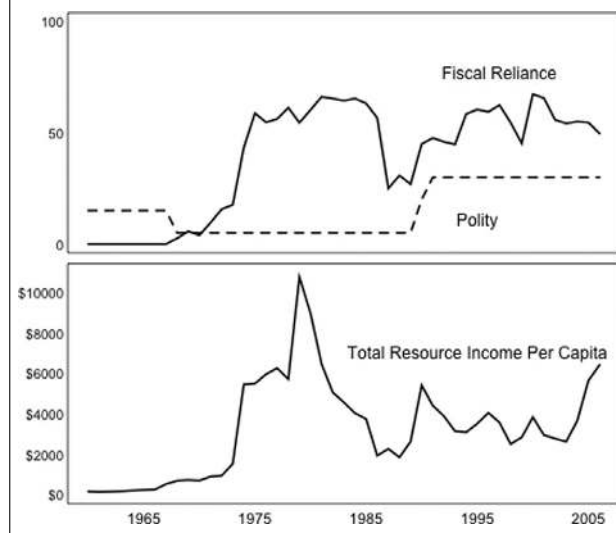 100
Fiscal Reliance
50
Polity
0
$10000
$8000
Total Resource Income Per Capita
$6000
$4000
$2000
$0
1965 1975 1985 1995 2005